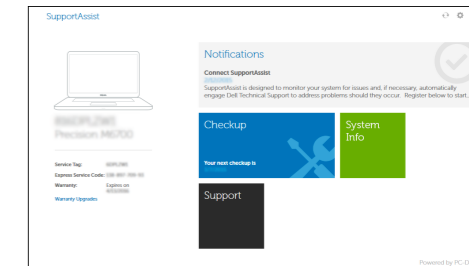 SupportAssist
Notifications
Connect SupportAssist
SupportAssist is designed to monitor your system for issues and, if necessary, automatically
engage Dell Technical Support to address problems should they occur. Register below to start.
Precision M6700
Checkup
System
Info
Your next checkup is
Service Tag:
Express Service Code:
Warranty: Expires on
Warranty Upgrades
Support
Powered by PC-D